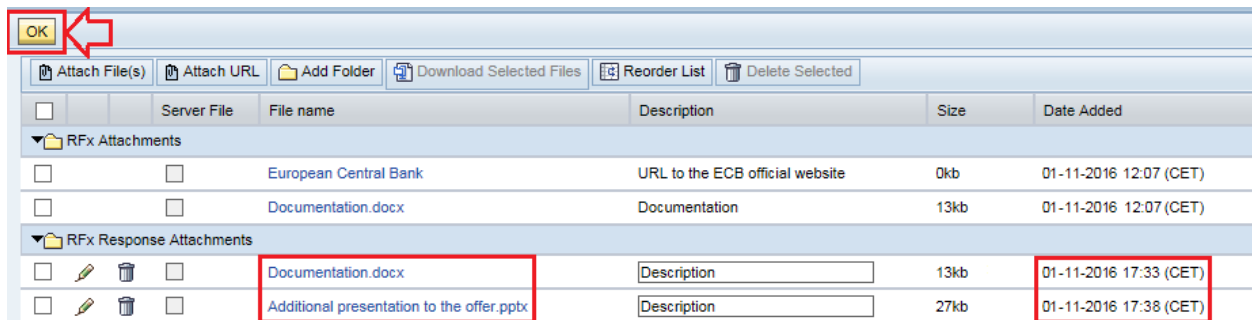 OK
Attach File(s) Attach URL Add Folder Download Selected Files Reorder List Delete Selected
Server File File name Description Size Date Added
RFx Attachments
European Central Bank URL to the ECB official website 0kb 01-11-2016 12:07 (CET)
Documentation.docx Documentation 13kb 01-11-2016 12:07 (CET)
RFx Response Attachments
Documentation.docx Description 13kb 01-11-2016 17:33 (CET)
Additional presentation to the offer.pptx Description 27kb 01-11-2016 17:38 (CET)